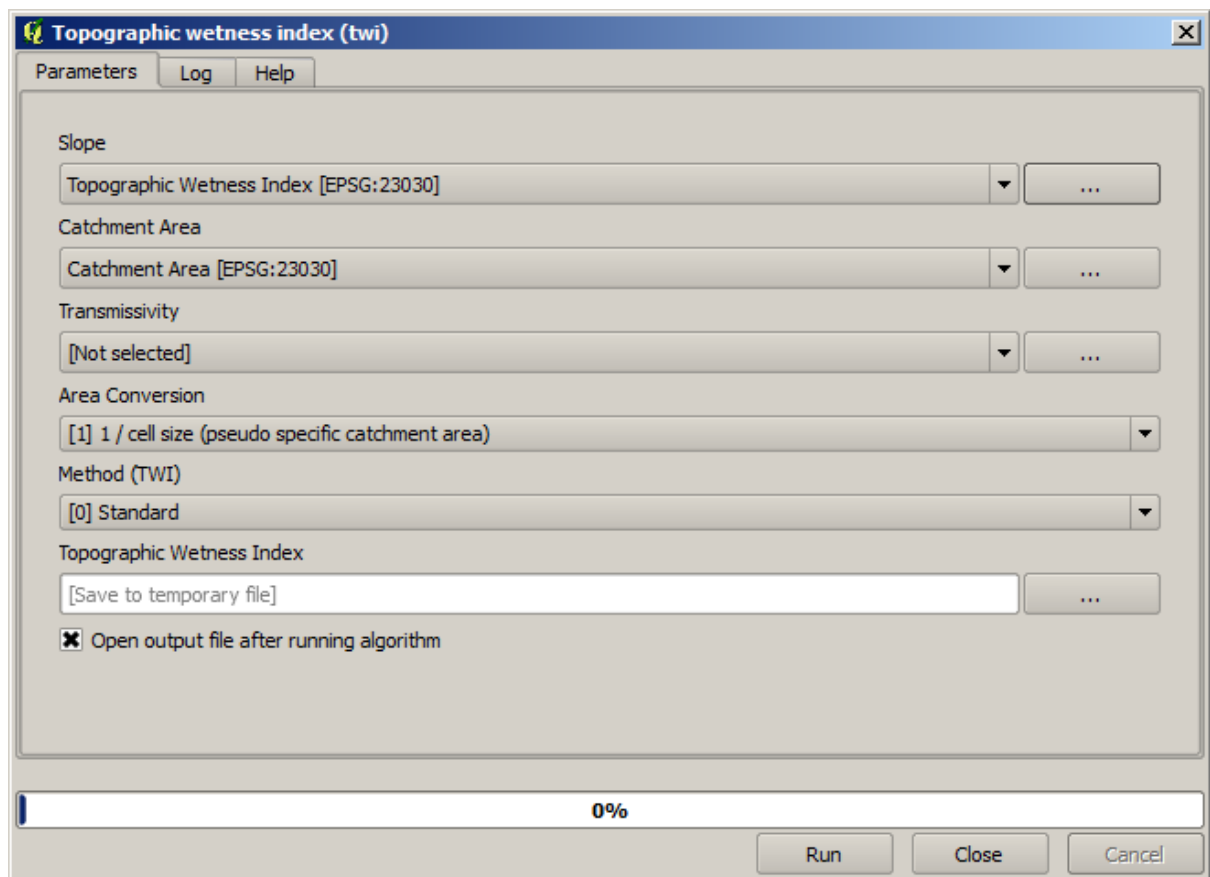 Topographic wetness index (twi)
Parameters Log Help
Slope
Topographic Wetness Index [EPSG:23030] ...
Catchment Area
Catchment Area [EPSG:23030] ...
Transmissivity
[Not selected] ...
Area Conversion
[1] 1 / cell size (pseudo specific catchment area)
Method (TWI)
[0] Standard
Topographic Wetness Index
[Save to temporary file] ...
Open output file after running algorithm
0%
Run Close Cancel